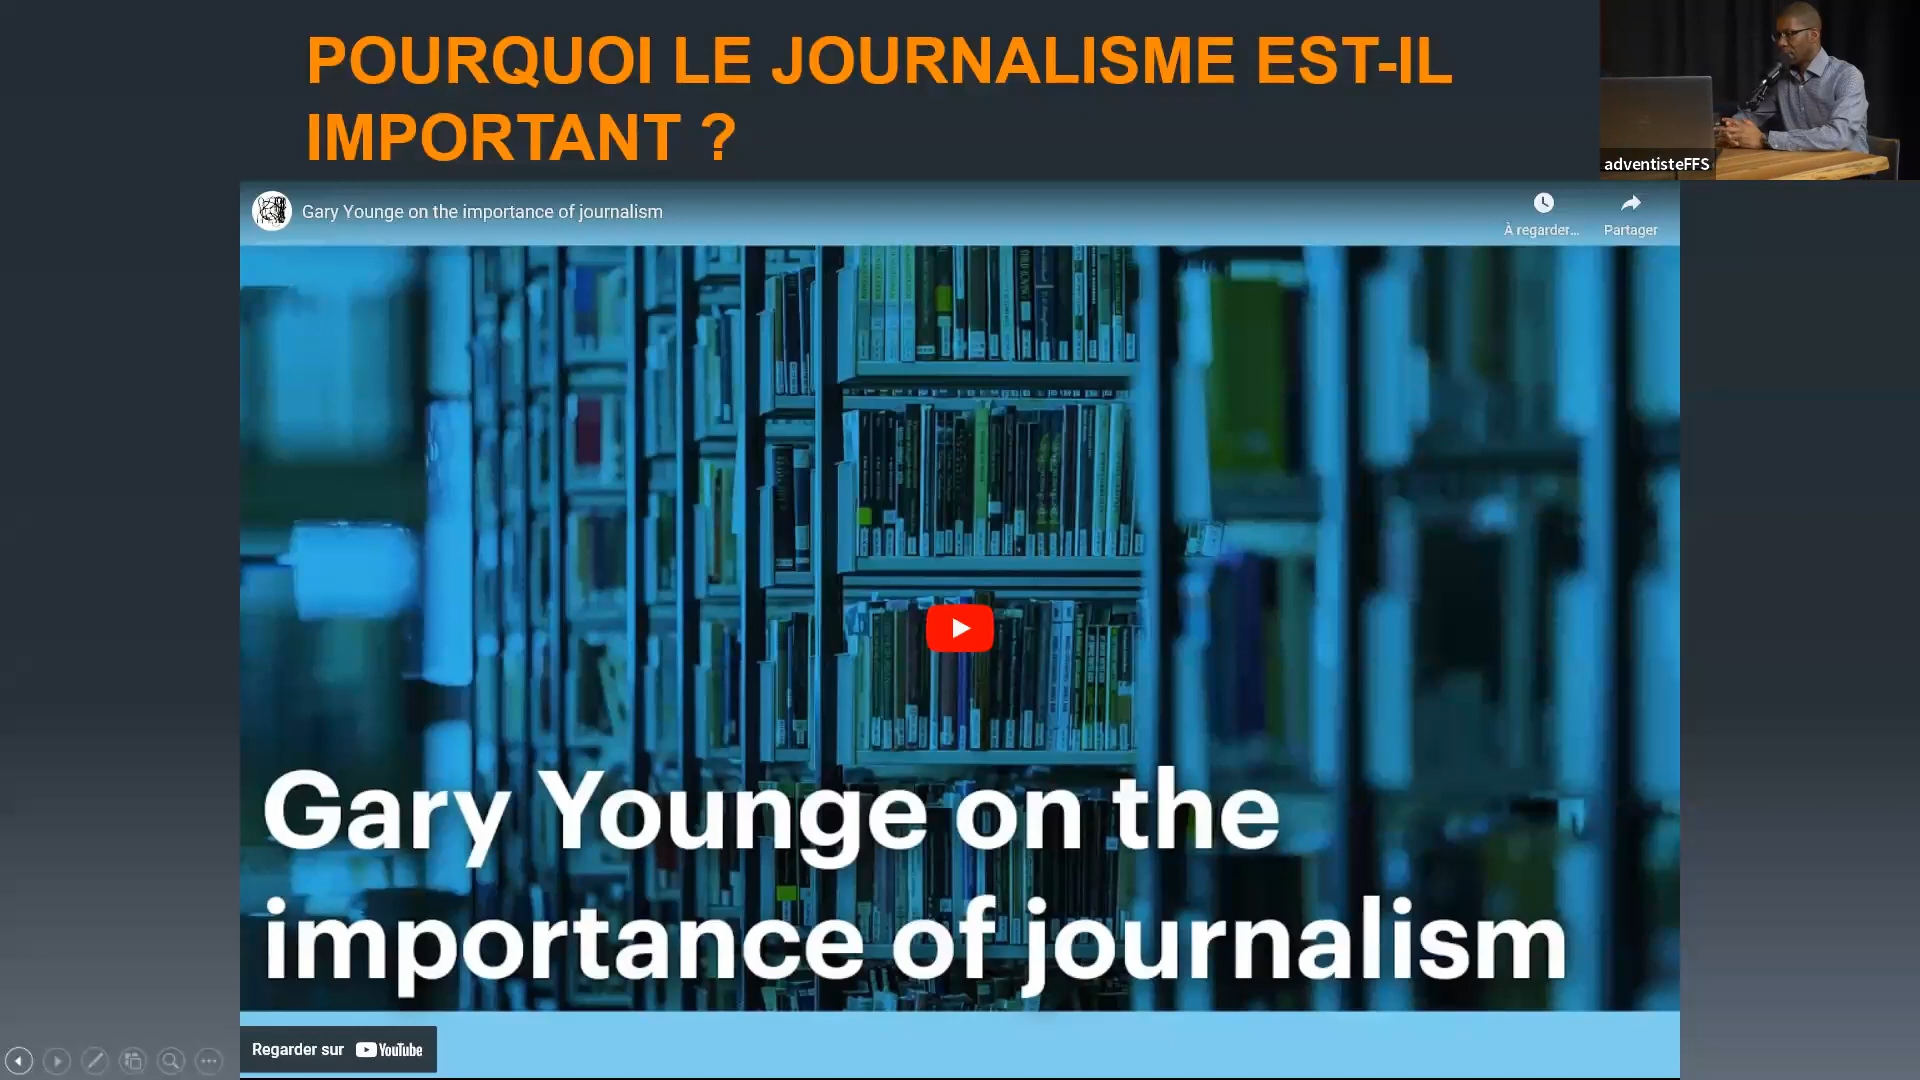 POURQUOI LE JOURNALISME EST-IL
IMPORTANT ?
adventisteFFS
Gary Younge on the importance of journalism
À regarder...
Partager
Gary Younge on the
importance of journalism
Regarder sur YouTube